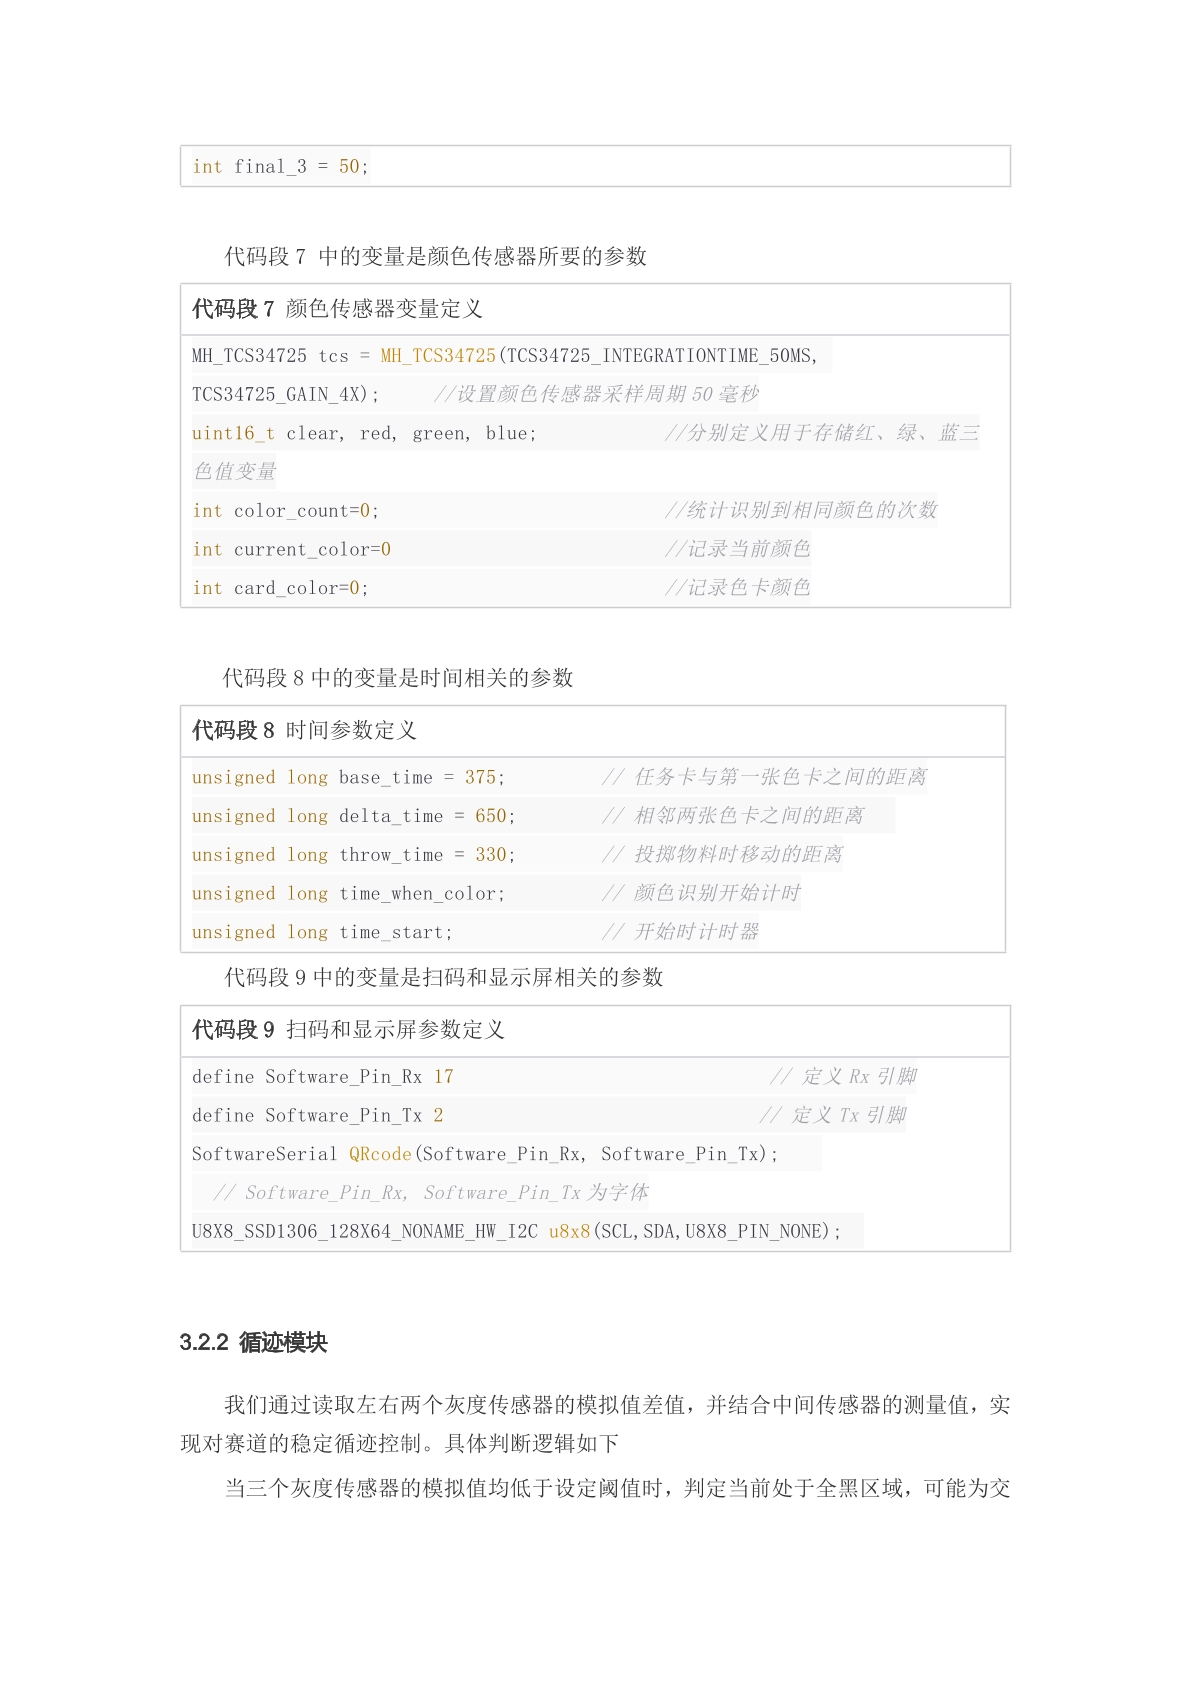 int final_3 = 50;
代码段 7 中的变量是颜色传感器所要的参数
代码段 7 颜色传感器变量定义
MH_TCS34725 tcs = MH_TCS34725(TCS34725_INTEGRATIONTIME_50MS,
TCS34725_GAIN_4X); //设置颜色传感器采样周期 50 毫秒
uint16_t clear, red, green, blue; //分别定义用于存储红、绿、蓝三
色值变量
int color_count=0; //统计识别到相同颜色的次数
int current_color=0 //记录当前颜色
int card_color=0; //记录色卡颜色
代码段 8 中的变量是时间相关的参数
代码段 8 时间参数定义
unsigned long base_time = 375; // 任务卡与第一张色卡之间的距离
unsigned long delta_time = 650; // 相邻两张色卡之间的距离
unsigned long throw_time = 330; // 投掷物料时移动的距离
unsigned long time_when_color; // 颜色识别开始计时
unsigned long time_start; // 开始时计时器
代码段 9 中的变量是扫码和显示屏相关的参数
代码段 9 扫码和显示屏参数定义
define Software_Pin_Rx 17 // 定义 Rx 引脚
define Software_Pin_Tx 2 // 定义 Tx 引脚
SoftwareSerial QRcode(Software_Pin_Rx, Software_Pin_Tx);
// Software_Pin_Rx, Software_Pin_Tx 为字体
U8X8_SSD1306_128X64_NONAME_HW_I2C u8x8(SCL,SDA,U8X8_PIN_NONE);
3.2.2 循迹模块
我们通过读取左右两个灰度传感器的模拟值差值，并结合中间传感器的测量值，实
现对赛道的稳定循迹控制。具体判断逻辑如下
当三个灰度传感器的模拟值均低于设定阈值时，判定当前处于全黑区域，可能为交